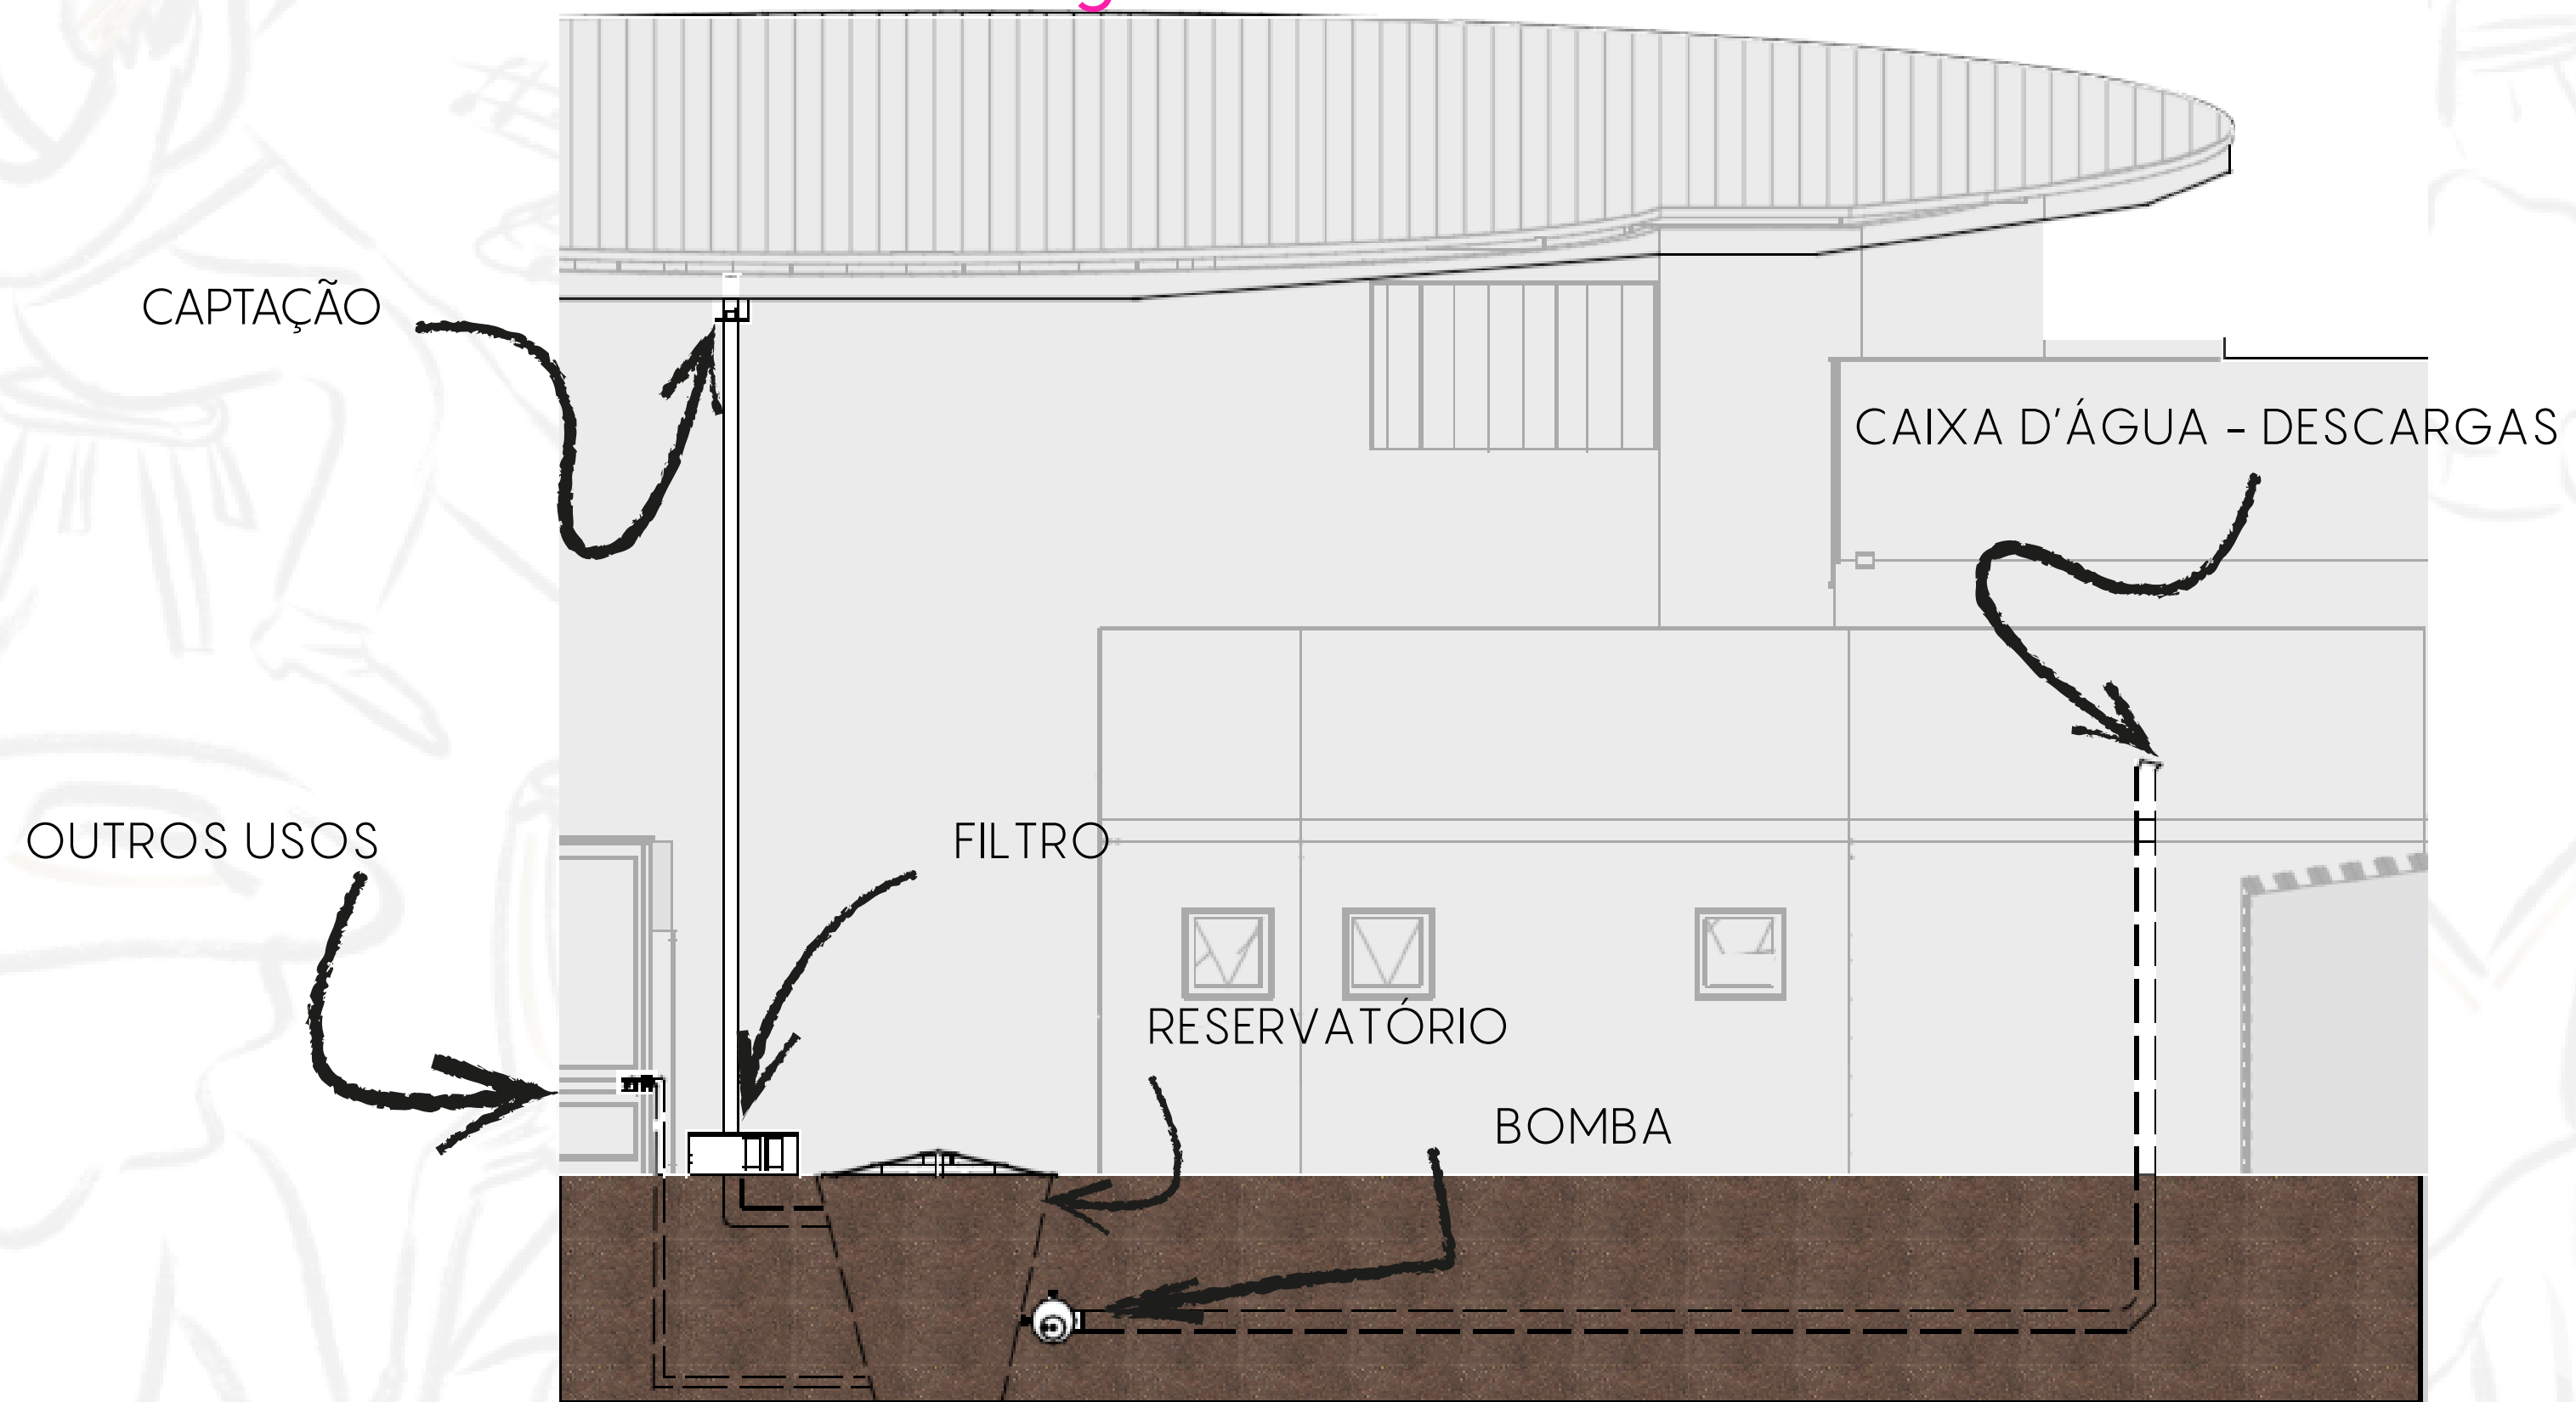 CAPTAÇÃO
CAIXA D'ÁGUA - DESCARGAS
OUTROS USOS
FILTRO
RESERVATÓRIO
BOMBA